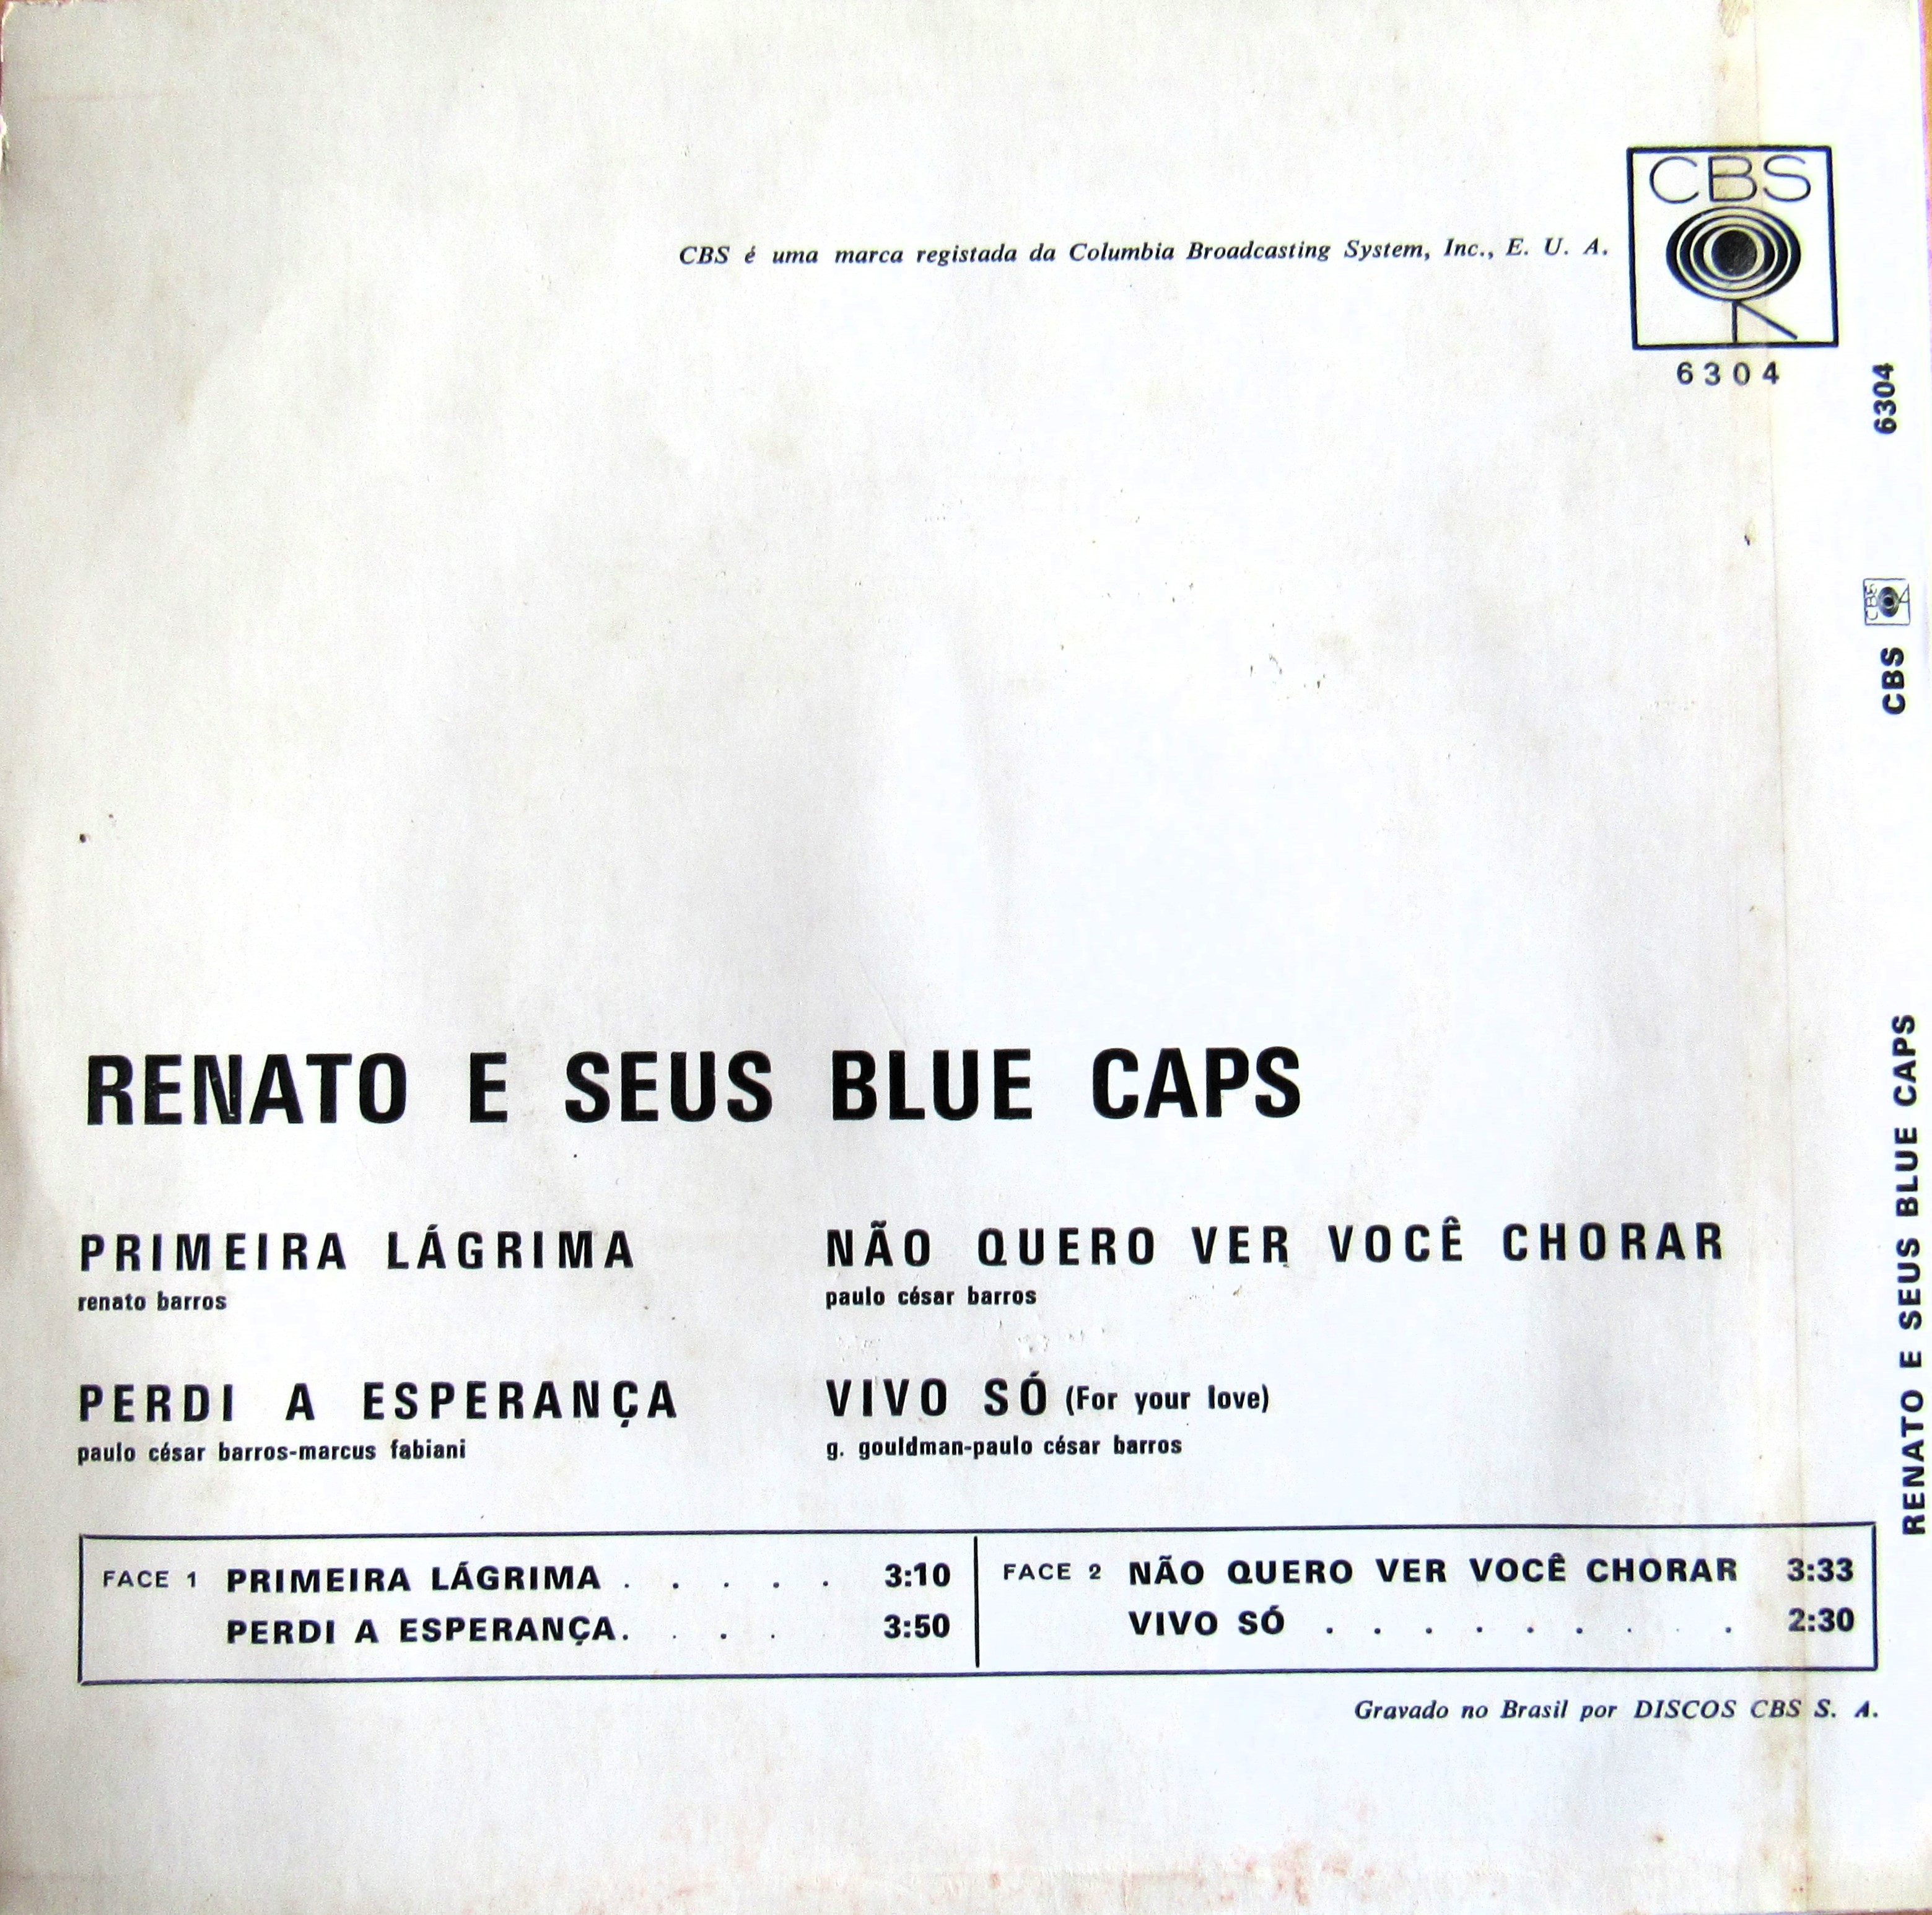 CBS
CBS é uma marca registada da Columbia Broadcasting System, Inc., E. U. A.
6304
RENATO E SEUS BLUE CAPS
PRIMEIRA LÁGRIMA
renato barros
NÃO QUERO VER VOCÊ CHORAR
paulo césar barros
PERDI A ESPERANÇA
paulo césar barros-marcus fabiani
VIVO SÓ (For your love)
g. gouldman-paulo césar barros
FACE 1 PRIMEIRA LÁGRIMA . . . . . 3:10
PERDI A ESPERANÇA. . . . 3:50
FACE 2 NÃO QUERO VER VOCÊ CHORAR 3:33
VIVO SÓ . . . . . . . . . 2:30
Gravado no Brasil por DISCOS CBS S. A.
RENATO E SEUS BLUE CAPS CBS CBS 6304